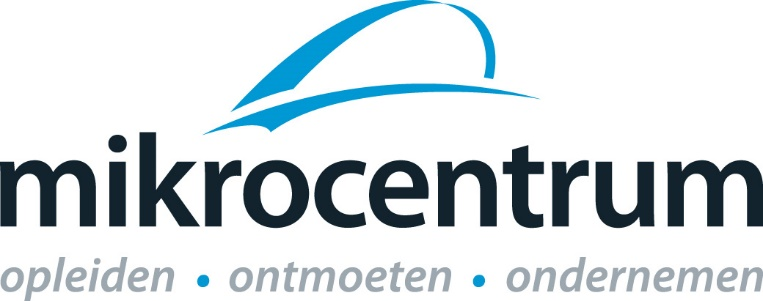 mikrocentrum
opleiden • ontmoeten • ondernemen